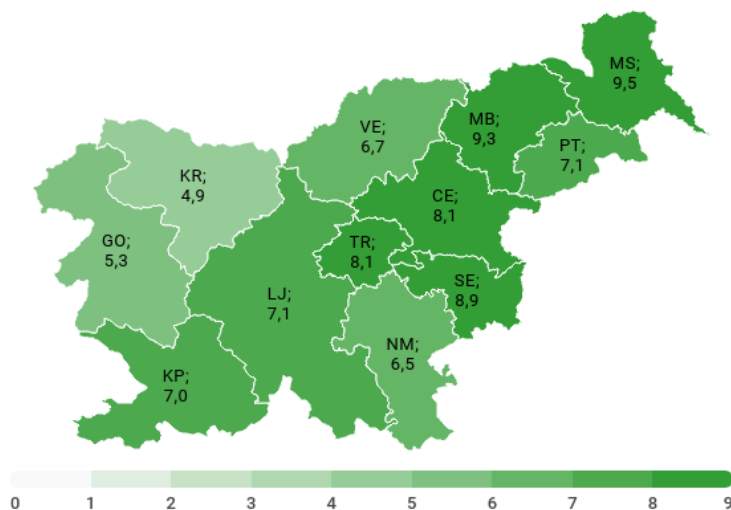 MS;
9,5
VE;
6,7
MB;
9,3
PT;
7,1
KR;
4,9
CE;
8,1
GO;
5,3
TR;
8,1
SE;
8,9
LJ;
7,1
NM;
6,5
KP;
7,0
0 1 2 3 4 5 6 7 8 9